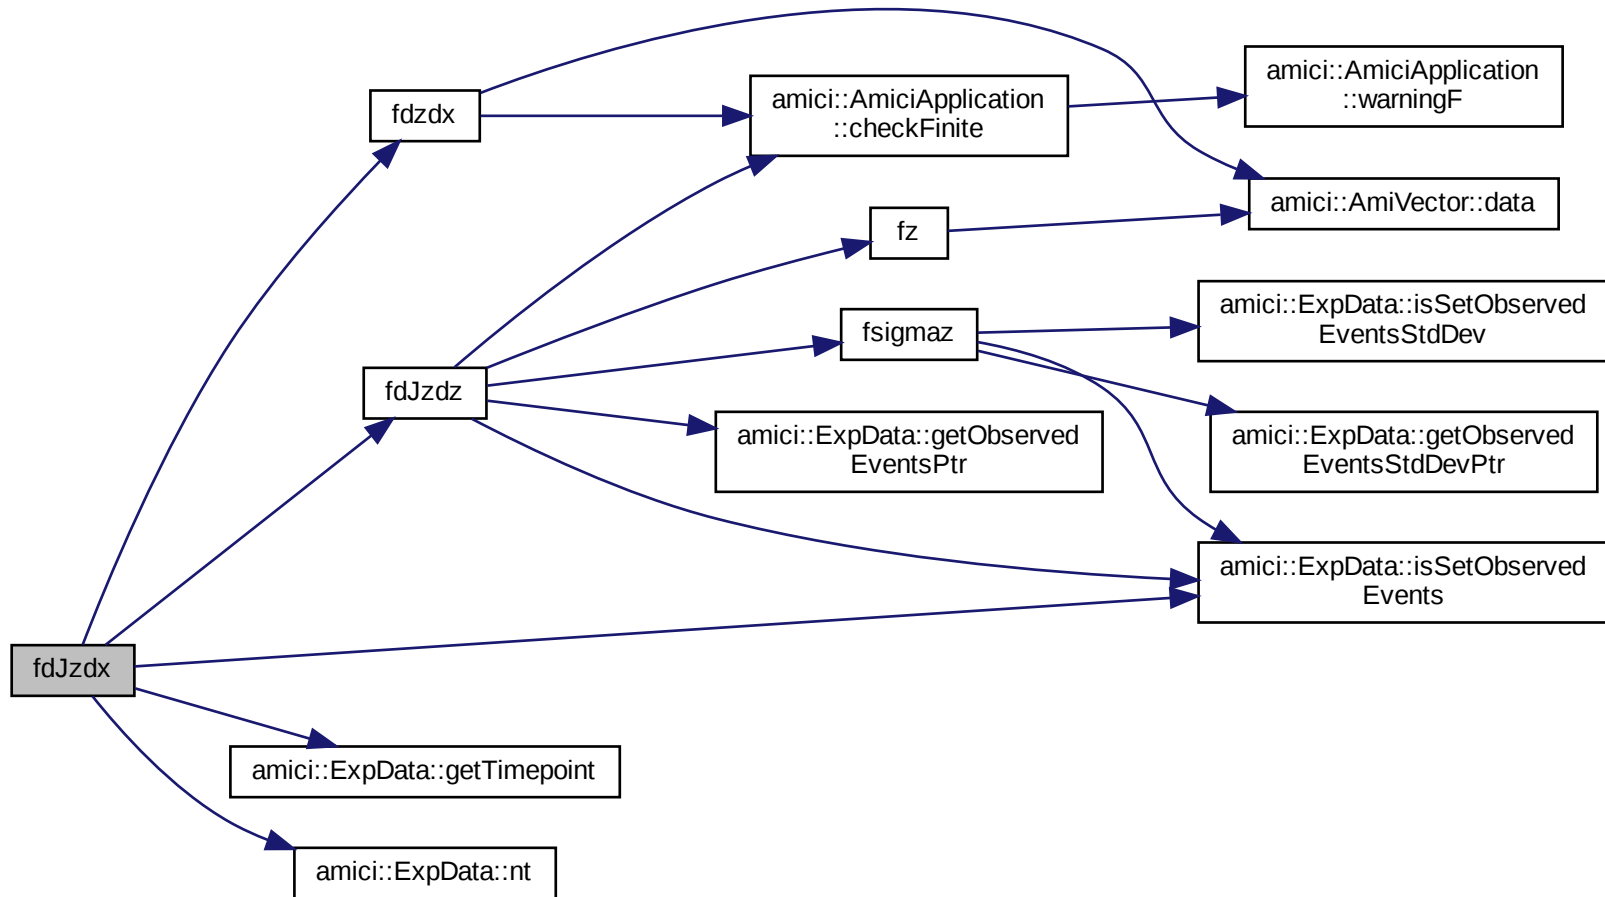 fdzdx
amici::AmiciApplication
::checkFinite
amici::AmiciApplication
::warningF
amici::AmiVector::data
fz
fsigmaz
amici::ExpData::isSetObserved
EventsStdDev
fdJzdz
amici::ExpData::getObserved
EventsPtr
amici::ExpData::getObserved
EventsStdDevPtr
amici::ExpData::isSetObserved
Events
fdJzdx
amici::ExpData::getTimepoint
amici::ExpData::nt